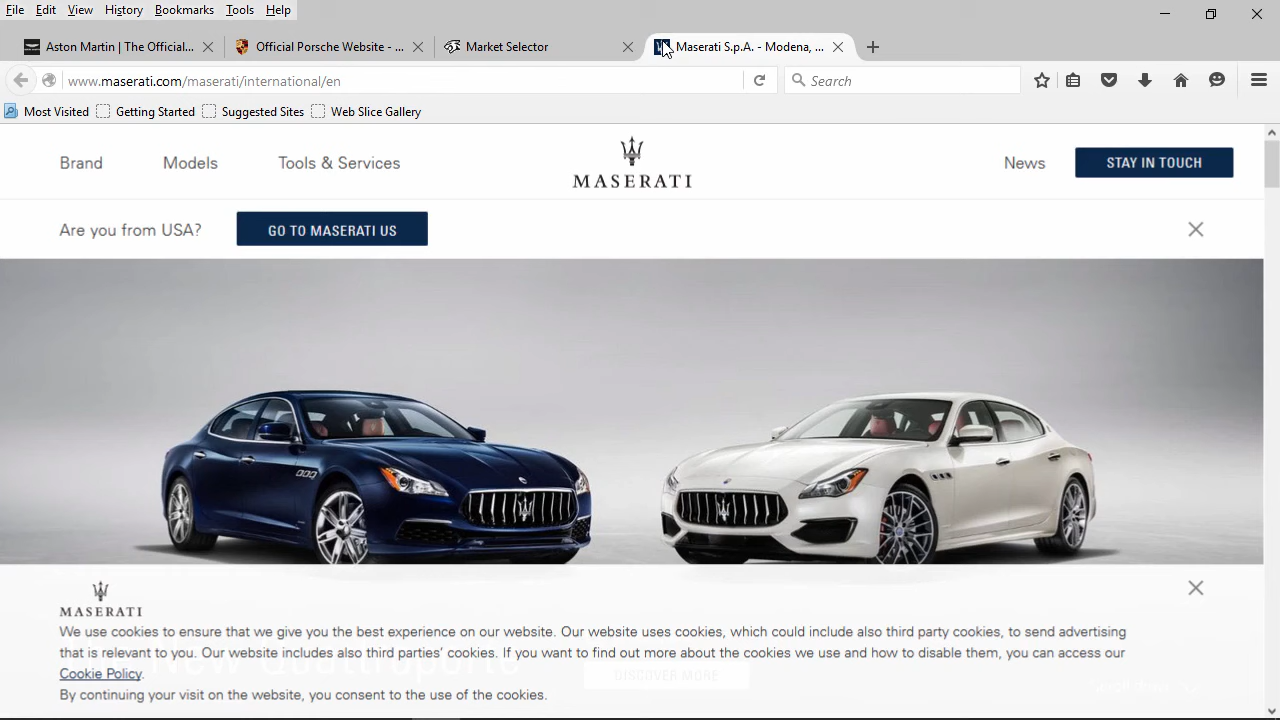 File Edit View History Bookmarks Tools Help
Aston Martin | The Official... Official Porsche Website - ... Market Selector Maserati S.p.A. - Modena, ...
www.maserati.com/maserati/international/en Search
Most Visited Getting Started Suggested Sites Web Slice Gallery
Brand Models Tools & Services MASERATI News STAY IN TOUCH
Are you from USA? GO TO MASERATI US
MASERATI
We use cookies to ensure that we give you the best experience on our website. Our website uses cookies, which could include also third party cookies, to send advertising
that is relevant to you. Our website includes also third parties' cookies. If you want to find out more about the cookies we use and how to disable them, you can access our
Cookie Policy.
New Quattroporte DISCOVER MORE
By continuing your visit on the website, you consent to the use of the cookies.